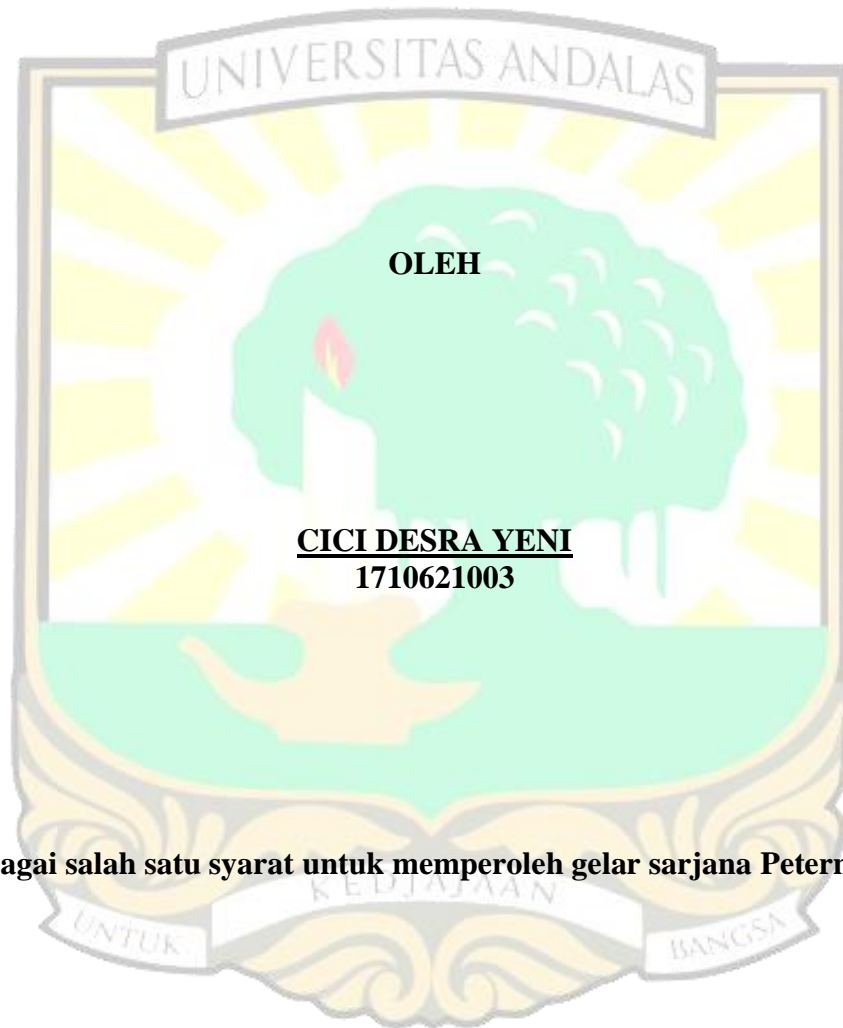 UNIVERSITAS ANDALAS
OLEH
CICI DESRA YENI
1710621003
agai salah satu syarat untuk memperoleh gelar sarjana Petern
KEDJAJAAN
UNTUK BANGSA